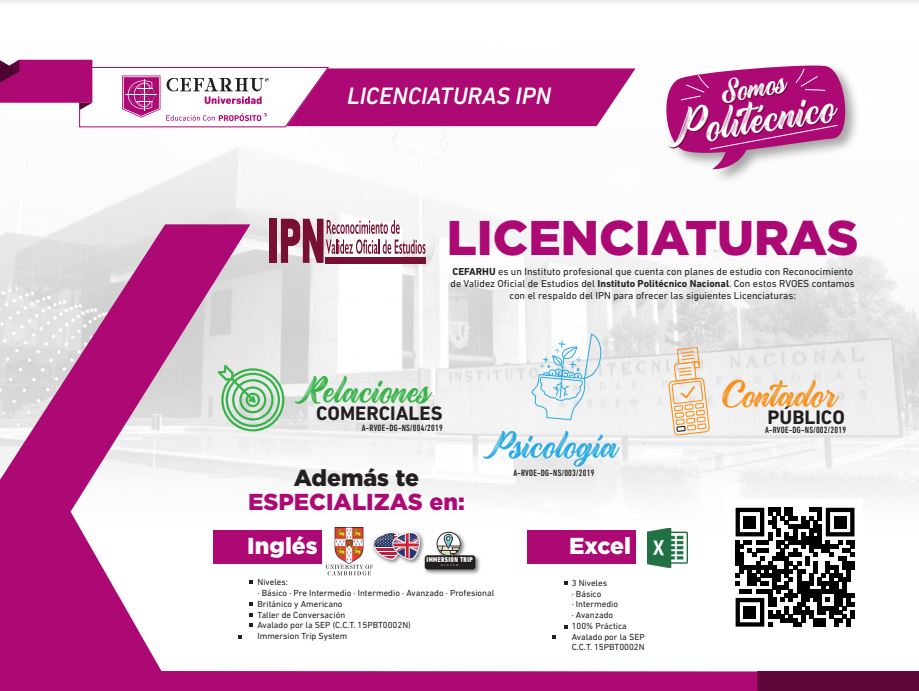 CEFARHU
Universidad
Educación Con PROPÓSITO
LICENCIATURAS IPN
Somos
Politécnico
IPN Reconocimiento de
Validez Oficial de Estudios
LICENCIATURAS
CEFARHU es un Instituto profesional que cuenta con planes de estudio con Reconocimiento
de Validez Oficial de Estudios del Instituto Politécnico Nacional. Con estos RVOES contamos
con el respaldo del IPN para ofrecer las siguientes Licenciaturas:
INSTITUTO POLITECNICO NACIONAL
Relaciones
COMERCIALES
A-RVOE-DG-NS/004/2019
Psicología
A-RVOE-DG-NS/003/2019
Contador
PÚBLICO
A-RVOE-DG-NS/002/2019
Además te
ESPECIALIZAS en:
Inglés
UNIVERSITY OF
CAMBRIDGE
IMMERSION TRIP
SYSTEM
Niveles:
· Básico · Pre Intermedio · Intermedio · Avanzado · Profesional
Británico y Americano
Taller de Conversación
Avalado por la SEP (C.C.T. 15PBT0002N)
Immersion Trip System
Excel
X
3 Niveles
· Básico
· Intermedio
· Avanzado
100% Práctica
Avalado por la SEP
C.C.T. 15PBT0002N